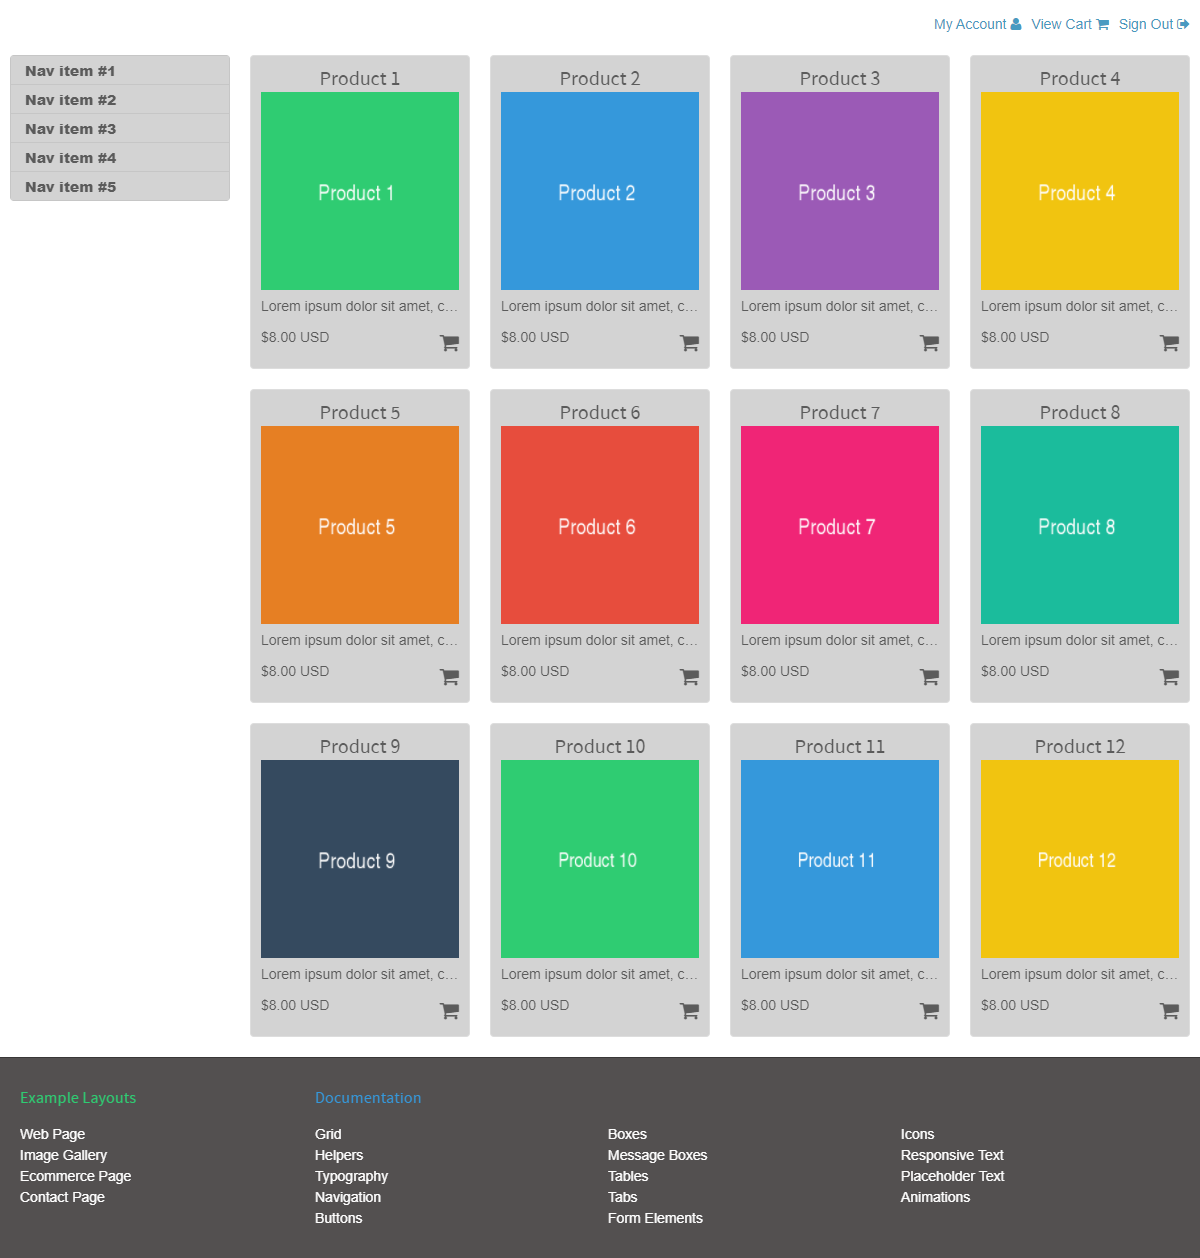 My Account View Cart Sign Out
Nav item #1
Nav item #2
Nav item #3
Nav item #4
Nav item #5
Product 1
Product 1
Lorem ipsum dolor sit amet, c...
$8.00 USD
Product 2
Product 2
Lorem ipsum dolor sit amet, c...
$8.00 USD
Product 3
Product 3
Lorem ipsum dolor sit amet, c...
$8.00 USD
Product 4
Product 4
Lorem ipsum dolor sit amet, c...
$8.00 USD
Product 5
Product 5
Lorem ipsum dolor sit amet, c...
$8.00 USD
Product 6
Product 6
Lorem ipsum dolor sit amet, c...
$8.00 USD
Product 7
Product 7
Lorem ipsum dolor sit amet, c...
$8.00 USD
Product 8
Product 8
Lorem ipsum dolor sit amet, c...
$8.00 USD
Product 9
Product 9
Lorem ipsum dolor sit amet, c...
$8.00 USD
Product 10
Product 10
Lorem ipsum dolor sit amet, c...
$8.00 USD
Product 11
Product 11
Lorem ipsum dolor sit amet, c...
$8.00 USD
Product 12
Product 12
Lorem ipsum dolor sit amet, c...
$8.00 USD
Example Layouts
Web Page
Image Gallery
Ecommerce Page
Contact Page
Documentation
Grid
Helpers
Typography
Navigation
Buttons
Boxes
Message Boxes
Tables
Tabs
Form Elements
Icons
Responsive Text
Placeholder Text
Animations